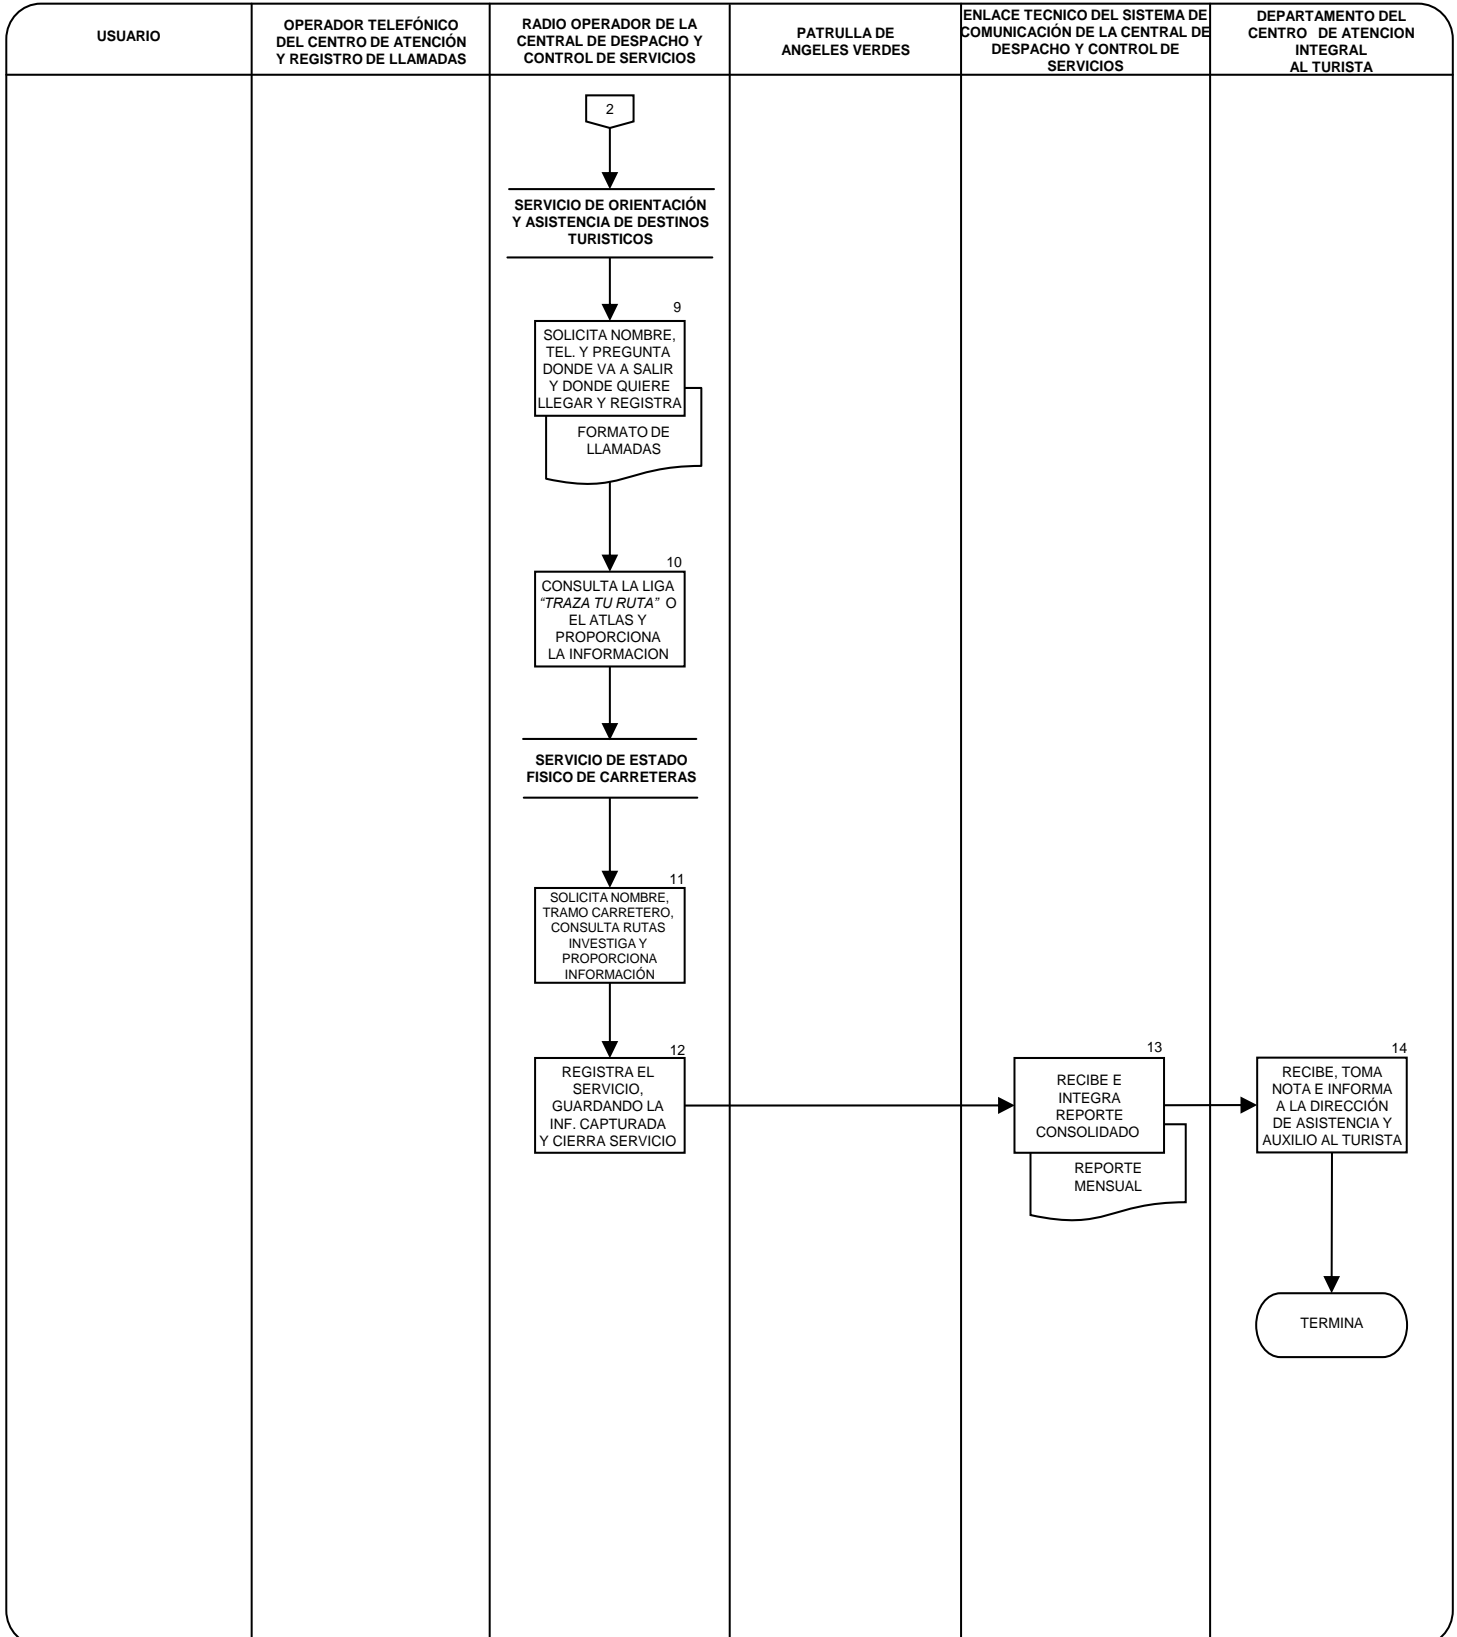 USUARIO
OPERADOR TELEFÓNICO
DEL CENTRO DE ATENCIÓN
Y REGISTRO DE LLAMADAS
RADIO OPERADOR DE LA
CENTRAL DE DESPACHO Y
CONTROL DE SERVICIOS
PATRULLA DE
ANGELES VERDES
ENLACE TECNICO DEL SISTEMA DE
COMUNICACIÓN DE LA CENTRAL DE
DESPACHO Y CONTROL DE
SERVICIOS
DEPARTAMENTO DEL
CENTRO DE ATENCION
INTEGRAL
AL TURISTA
2
SERVICIO DE ORIENTACIÓN
Y ASISTENCIA DE DESTINOS
TURISTICOS
9
SOLICITA NOMBRE,
TEL. Y PREGUNTA
DONDE VA A SALIR
Y DONDE QUIERE
LLEGAR Y REGISTRA
FORMATO DE
LLAMADAS
10
CONSULTA LA LIGA
“TRAZA TU RUTA” O
EL ATLAS Y
PROPORCIONA
LA INFORMACION
SERVICIO DE ESTADO
FISICO DE CARRETERAS
11
SOLICITA NOMBRE,
TRAMO CARRETERO,
CONSULTA RUTAS
INVESTIGA Y
PROPORCIONA
INFORMACIÓN
12
REGISTRA EL
SERVICIO,
GUARDANDO LA
INF. CAPTURADA
Y CIERRA SERVICIO
13
RECIBE E
INTEGRA
REPORTE
CONSOLIDADO
REPORTE
MENSUAL
14
RECIBE, TOMA
NOTA E INFORMA
A LA DIRECCIÓN
DE ASISTENCIA Y
AUXILIO AL TURISTA
TERMINA